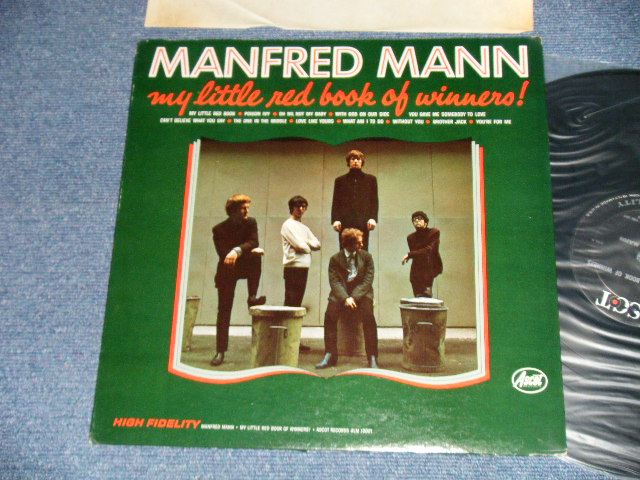 MANFRED MANN
my little red book of winners!
MY LITTLE RED BOOK • POISON IVY • OH NO, NOT MY BABY • WITH GOD ON OUR SIDE YOU GAVE ME SOMEBODY TO LOVE
CAN'T BELIEVE WHAT YOU SAY • THE ONE IN THE MIDDLE • LOVE LIKE YOURS • WHAT AM I TO DO • WITHOUT YOU • BROTHER JACK • YOU'RE FOR ME
ASCOT
HIGH FIDELITY MANFRED MANN • MY LITTLE RED BOOK OF WINNERS! • ASCOT RECORDS ALM 13021
BOOK OF WINNERS